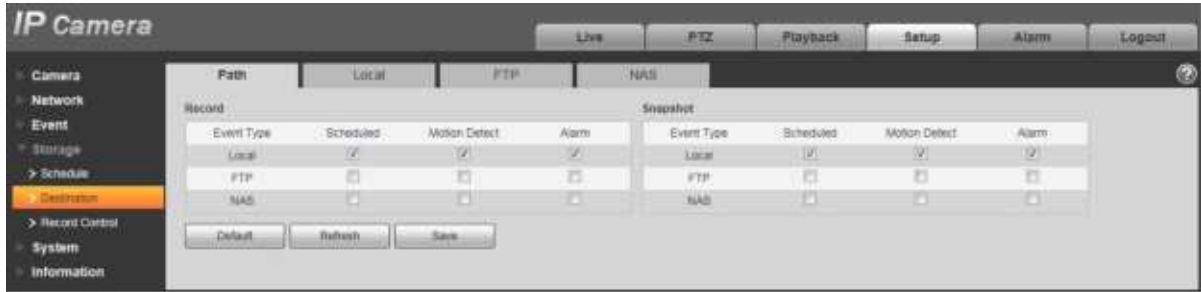 IP Camera
Live PTZ Playback Setup Alarm Logout
Camera
Network
Event
Storage
> Schedule
> Destination
> Record Control
System
Information
Path Local FTP NAS
?
Record
Event Type Scheduled Motion Detect Alarm
Local
FTP
NAS
Snapshot
Event Type Scheduled Motion Detect Alarm
Local
FTP
NAS
Default Refresh Save